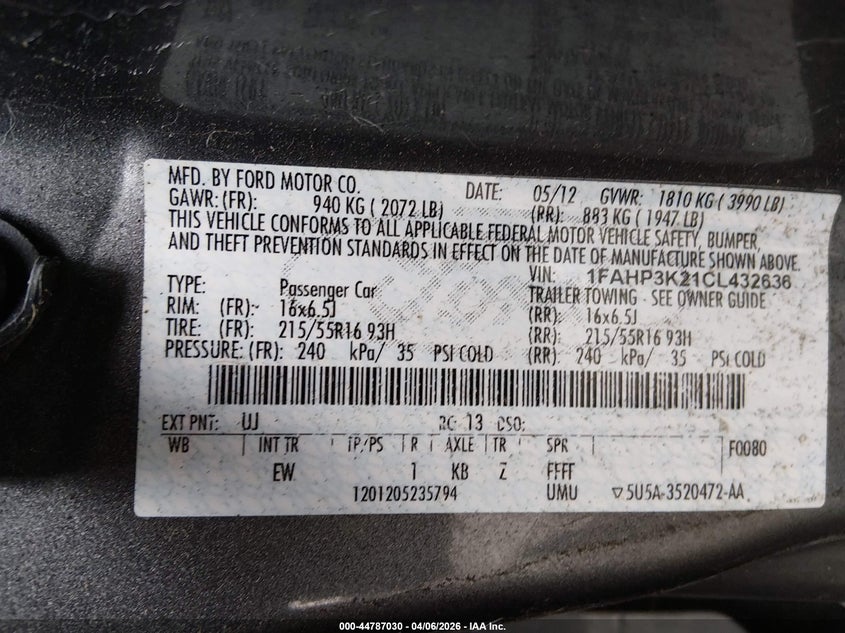 MFD. BY FORD MOTOR CO. DATE: 05/12 GVWR: 1810 KG ( 3990 LB)
GAWR: (FR): 940 KG ( 2072 LB) (RR): 883 KG ( 1947 LB)
THIS VEHICLE CONFORMS TO ALL APPLICABLE FEDERAL MOTOR VEHICLE SAFETY, BUMPER,
AND THEFT PREVENTION STANDARDS IN EFFECT ON THE DATE OF MANUFACTURE SHOWN ABOVE.
VIN: 1FAHP3K21CL432636
TYPE: Passenger Car TRAILER TOWING - SEE OWNER GUIDE
RIM: (FR): 16x6.5J (RR): 16x6.5J
TIRE: (FR): 215/55R16 93H (RR): 215/55R16 93H
PRESSURE: (FR): 240 kPa/ 35 PSI COLD (RR): 240 kPa/ 35 PSI COLD
EXT PNT: UJ RC: 13 DSO:
WB INT TR TP/PS R AXLE TR SPR F0080
EW 1 KB Z FFFF
1201205235794 UMU ▽5U5A-3520472-AA
000-44787030 - 04/06/2026 - IAA Inc.